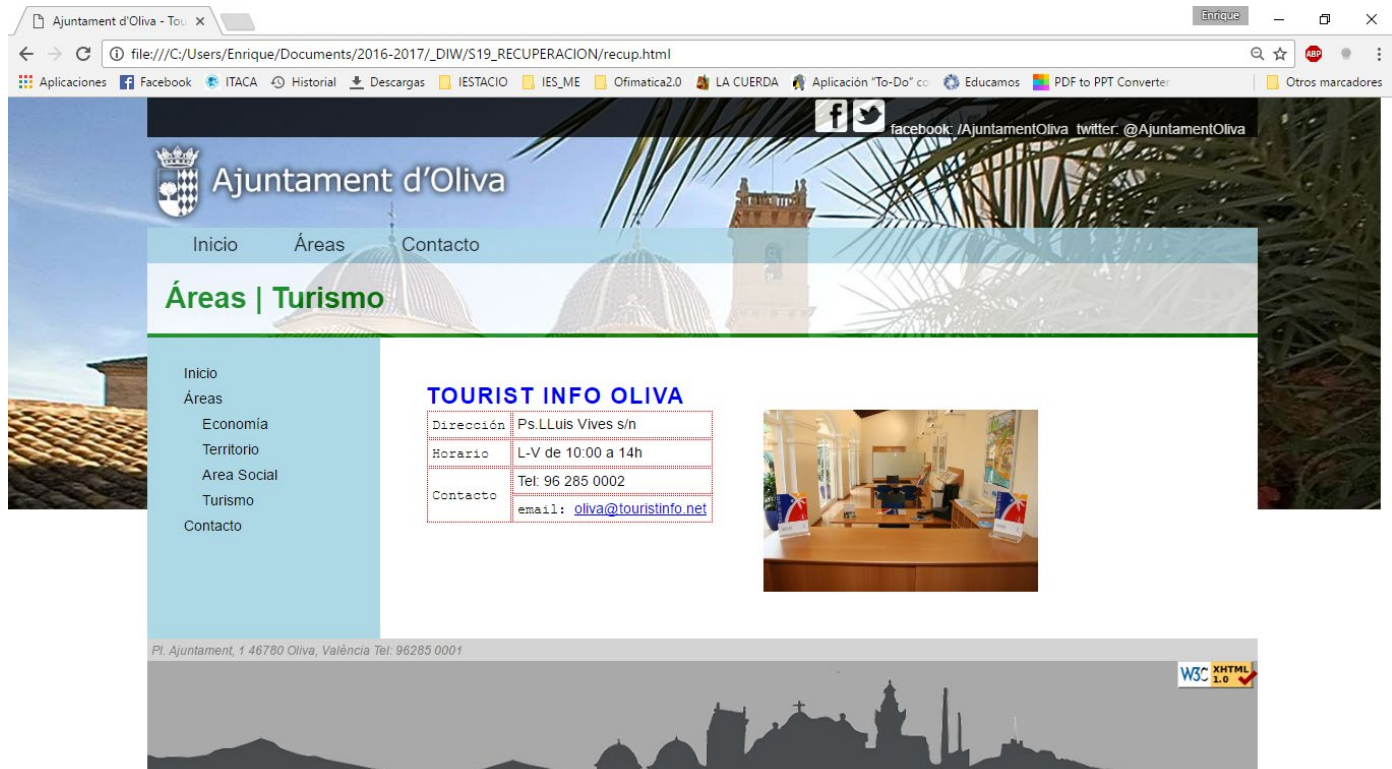 Ajuntament d'Oliva - Tou
Enrique
file:///C:/Users/Enrique/Documents/2016-2017/_DIW/S19_RECUPERACION/recup.html
ABP
Aplicaciones Facebook ITACA Historial Descargas IESTACIO IES_ME Ofimatica2.0 LA CUERDA Aplicación "To-Do" co Educamos PDF to PPT Converter Otros marcadores
facebook: /AjuntamentOliva twitter: @AjuntamentOliva
Ajuntament d'Oliva
Inicio Áreas Contacto
Áreas | Turismo
Inicio
Áreas
Economía
Territorio
Area Social
Turismo
Contacto
TOURIST INFO OLIVA
Dirección Ps.LLuis Vives s/n
Horario L-V de 10:00 a 14h
Contacto Tel: 96 285 0002
email: oliva@touristinfo.net
Pl. Ajuntament, 1 46780 Oliva, València Tel: 96285 0001
W3C XHTML 1.0